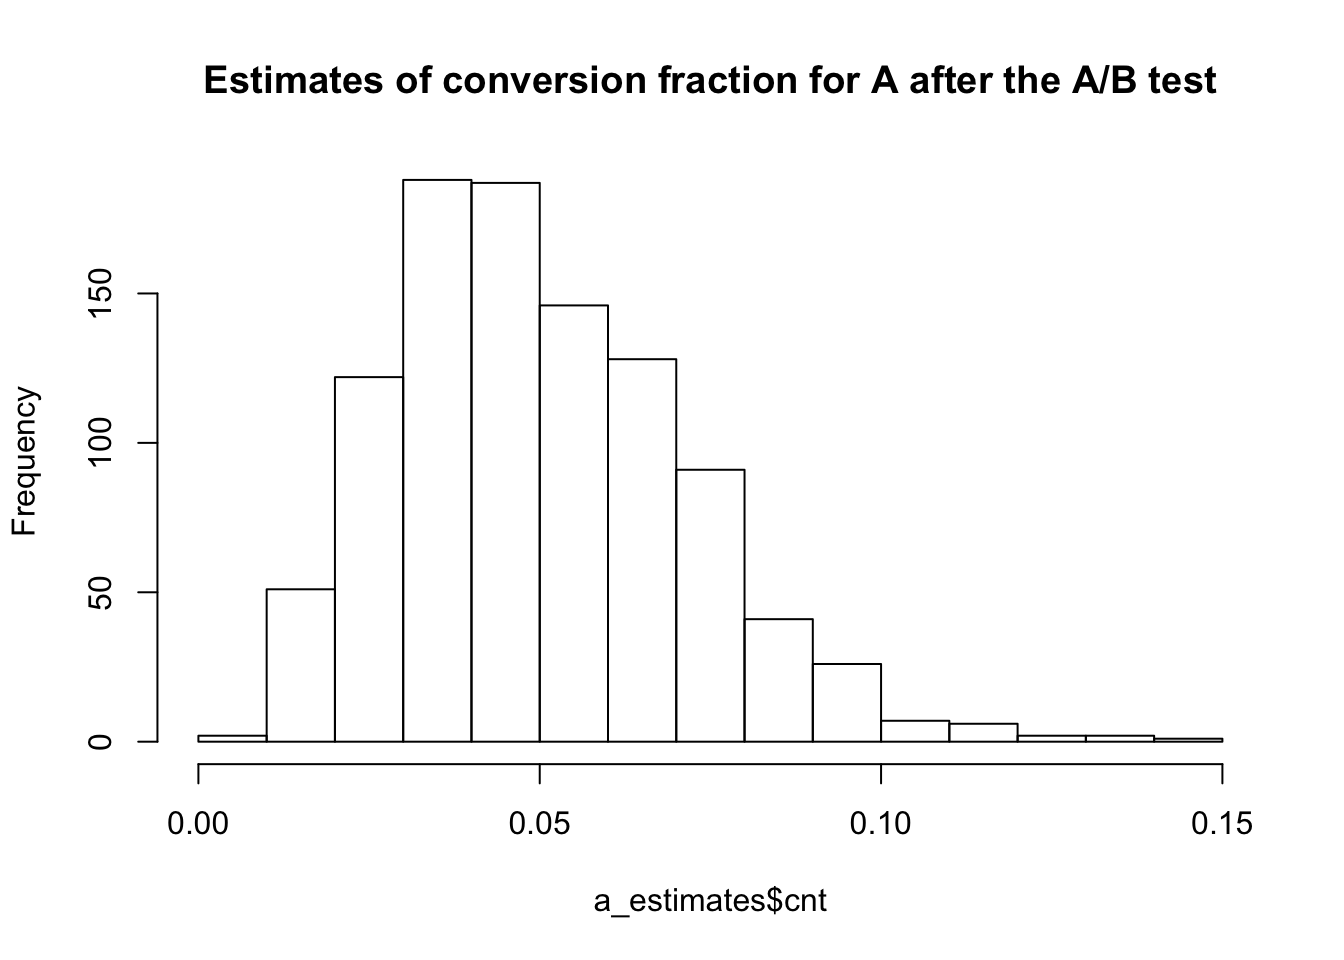 Estimates of conversion fraction for A after the A/B test
Frequency
150
100
50
0
0.00 0.05 0.10 0.15
a_estimates$cnt